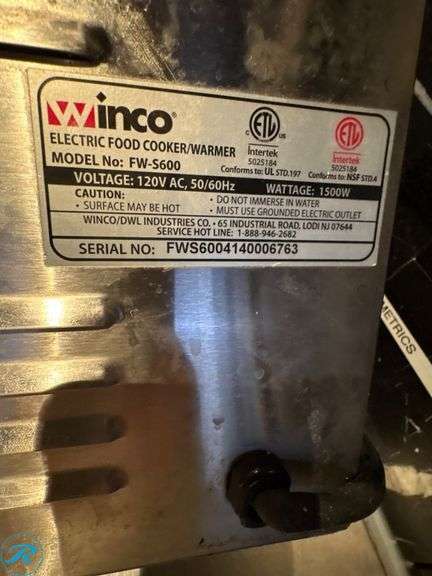 Winco
ELECTRIC FOOD COOKER/WARMER
MODEL No: FW-S600
C ETL US
Intertek
5025184
Conforms to: UL STD.197
ETL
Intertek
5025184
Conforms to: NSF STD.4
VOLTAGE: 120V AC, 50/60Hz WATTAGE: 1500W
CAUTION:
• SURFACE MAY BE HOT
• DO NOT IMMERSE IN WATER
• MUST USE GROUNDED ELECTRIC OUTLET
WINCO/DWL INDUSTRIES CO. • 65 INDUSTRIAL ROAD, LODI NJ 07644
SERVICE HOT LINE: 1-888-946-2682
SERIAL NO: FWS6004140006763
METRICS
R